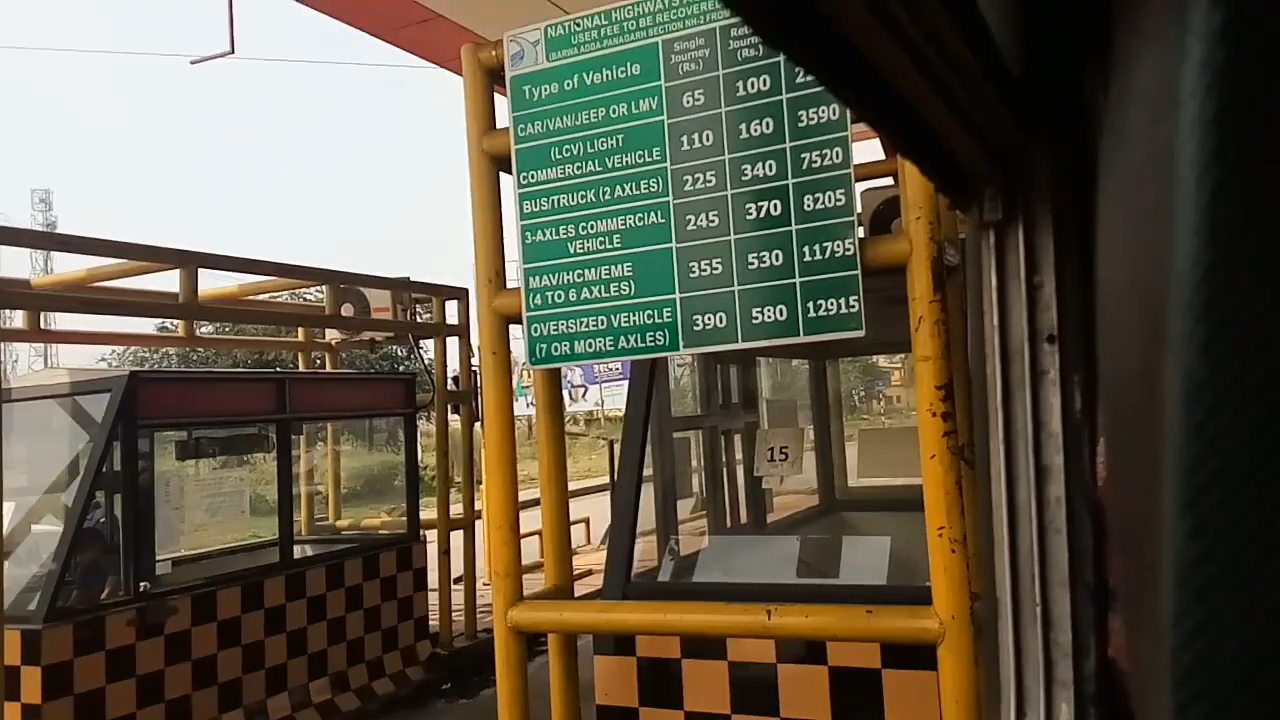 NATIONAL HIGHWAYS
USER FEE TO BE RECOVERED
(BARWA ADDA-PANAGARH SECTION NH-2 FROM
Type of Vehicle
Single Journey (Rs.)
Journey (Rs.)
CAR/VAN/JEEP OR LMV 65 100
(LCV) LIGHT COMMERCIAL VEHICLE 110 160 3590
BUS/TRUCK (2 AXLES) 225 340 7520
3-AXLES COMMERCIAL VEHICLE 245 370 8205
MAV/HCM/EME (4 TO 6 AXLES) 355 530 11795
OVERSIZED VEHICLE (7 OR MORE AXLES) 390 580 12915
15